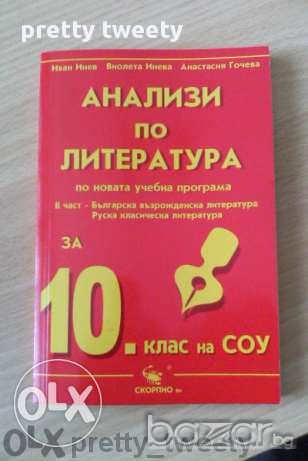 pretty tweety
Иван Инев Виолета Инева Анастасия Гочева
АНАЛИЗИ
ПО
ЛИТЕРАТУРА
по новата учебна програма
II част - Българска възрожденска литература
Руска класическа литература
ЗА
10. клас на СОУ
СКОРПИО
OLX
pretty_tweety
OLX
bazar.bg